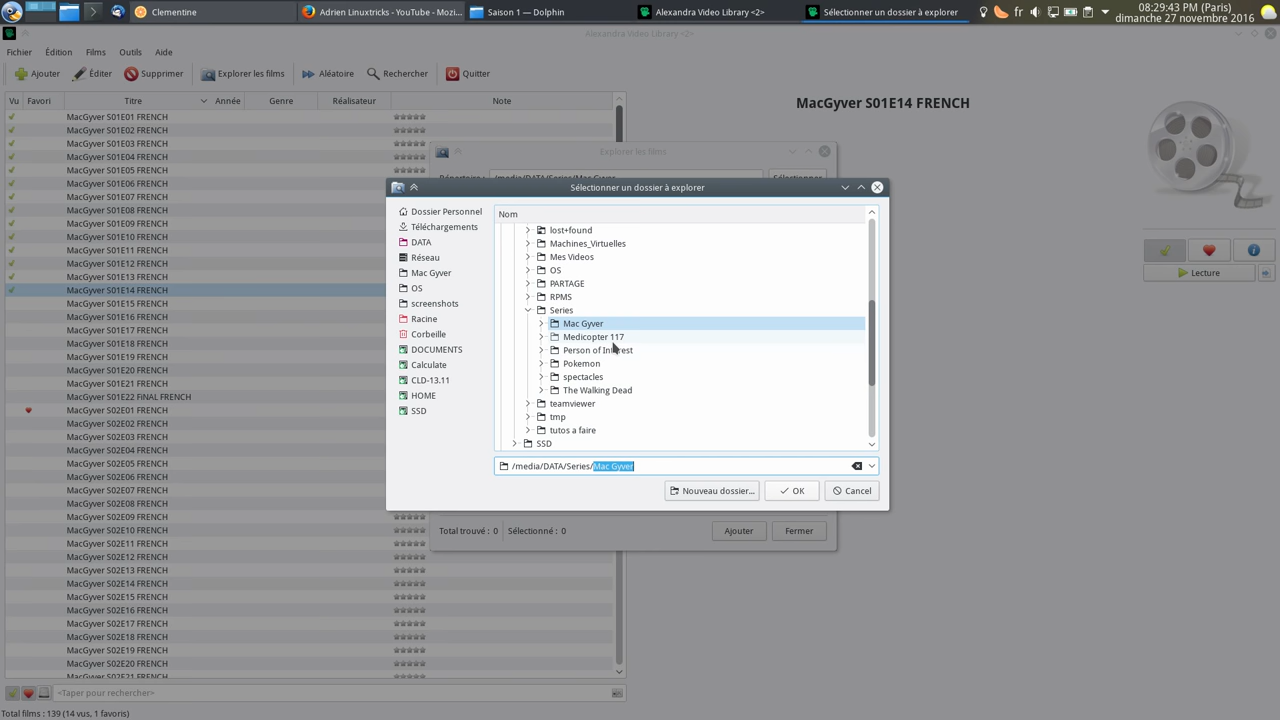 Clementine
Adrien Linuxtricks - YouTube - Mozi...
Saison 1 — Dolphin
Alexandra Video Library <2>
Sélectionner un dossier à explorer
fr
08:29:43 PM (Paris)
dimanche 27 novembre 2016
Alexandra Video Library <2>
Fichier Édition Films Outils Aide
Ajouter Éditer Supprimer Explorer les films Aléatoire Rechercher Quitter
Vu Favori Titre Année Genre Réalisateur Note
MacGyver S01E01 FRENCH
MacGyver S01E02 FRENCH
MacGyver S01E03 FRENCH
MacGyver S01E04 FRENCH
MacGyver S01E05 FRENCH
MacGyver S01E06 FRENCH
MacGyver S01E07 FRENCH
MacGyver S01E08 FRENCH
MacGyver S01E09 FRENCH
MacGyver S01E10 FRENCH
MacGyver S01E11 FRENCH
MacGyver S01E12 FRENCH
MacGyver S01E13 FRENCH
MacGyver S01E14 FRENCH
MacGyver S01E15 FRENCH
MacGyver S01E16 FRENCH
MacGyver S01E17 FRENCH
MacGyver S01E18 FRENCH
MacGyver S01E19 FRENCH
MacGyver S01E20 FRENCH
MacGyver S01E21 FRENCH
MacGyver S01E22 FiNAL FRENCH
MacGyver S02E01 FRENCH
MacGyver S02E02 FRENCH
MacGyver S02E03 FRENCH
MacGyver S02E04 FRENCH
MacGyver S02E05 FRENCH
MacGyver S02E06 FRENCH
MacGyver S02E07 FRENCH
MacGyver S02E08 FRENCH
MacGyver S02E09 FRENCH
MacGyver S02E10 FRENCH
MacGyver S02E11 FRENCH
MacGyver S02E12 FRENCH
MacGyver S02E13 FRENCH
MacGyver S02E14 FRENCH
MacGyver S02E15 FRENCH
MacGyver S02E16 FRENCH
MacGyver S02E17 FRENCH
MacGyver S02E18 FRENCH
MacGyver S02E19 FRENCH
MacGyver S02E20 FRENCH
MacGyver S02E21 FRENCH
<Taper pour rechercher>
Total films : 139 (14 vus, 1 favoris)
MacGyver S01E14 FRENCH
Lecture
Explorer les films
Répertoire : /media/DATA/Series/Mac Gyver Sélectionner
Sélectionner un dossier à explorer
Dossier Personnel
Téléchargements
DATA
Réseau
Mac Gyver
OS
screenshots
Racine
Corbeille
DOCUMENTS
Calculate
CLD-13.11
HOME
SSD
Nom
lost+found
Machines_Virtuelles
Mes Videos
OS
PARTAGE
RPMS
Series
Mac Gyver
Medicopter 117
Person of Interest
Pokemon
spectacles
The Walking Dead
teamviewer
tmp
tutos a faire
SSD
/media/DATA/Series/Mac Gyver
Nouveau dossier... OK Cancel
Total trouvé : 0 Sélectionné : 0 Ajouter Fermer